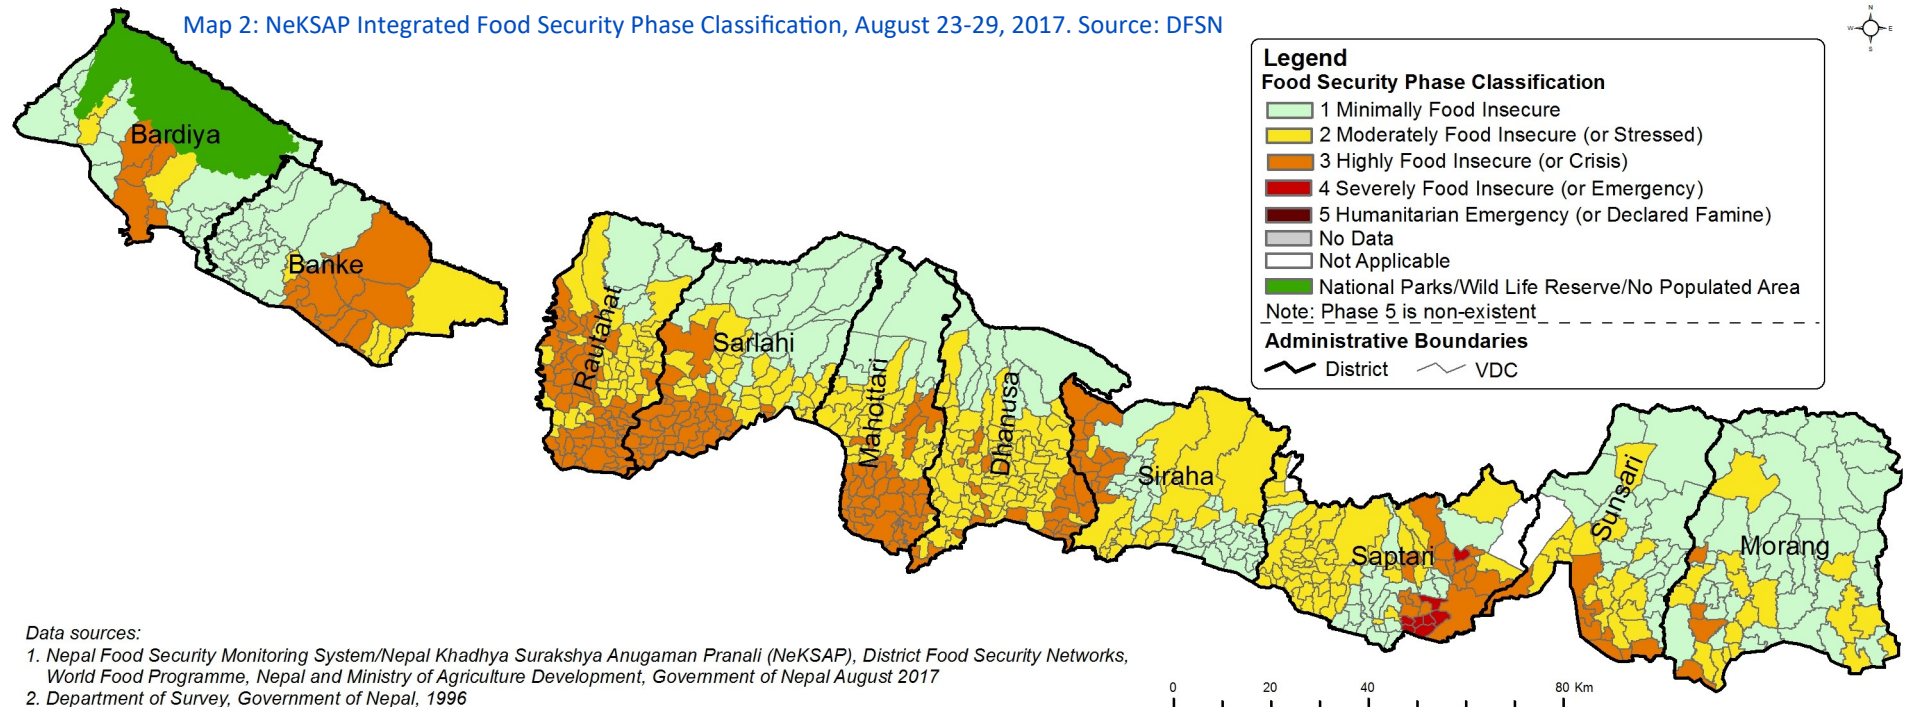 Map 2: NeKSAP Integrated Food Security Phase Classification, August 23-29, 2017. Source: DFSN
N
W
E
S
Legend
Food Security Phase Classification
1 Minimally Food Insecure
2 Moderately Food Insecure (or Stressed)
3 Highly Food Insecure (or Crisis)
4 Severely Food Insecure (or Emergency)
5 Humanitarian Emergency (or Declared Famine)
No Data
Not Applicable
National Parks/Wild Life Reserve/No Populated Area
Note: Phase 5 is non-existent
Administrative Boundaries
District
VDC
Bardiya
Banke
Rautahat
Sarlahi
Mahottari
Dhanusa
Siraha
Saptari
Sunsari
Morang
Data sources:
1. Nepal Food Security Monitoring System/Nepal Khadhya Surakshya Anugaman Pranali (NeKSAP), District Food Security Networks,
World Food Programme, Nepal and Ministry of Agriculture Development, Government of Nepal August 2017
2. Department of Survey, Government of Nepal, 1996
0 20 40 80 Km